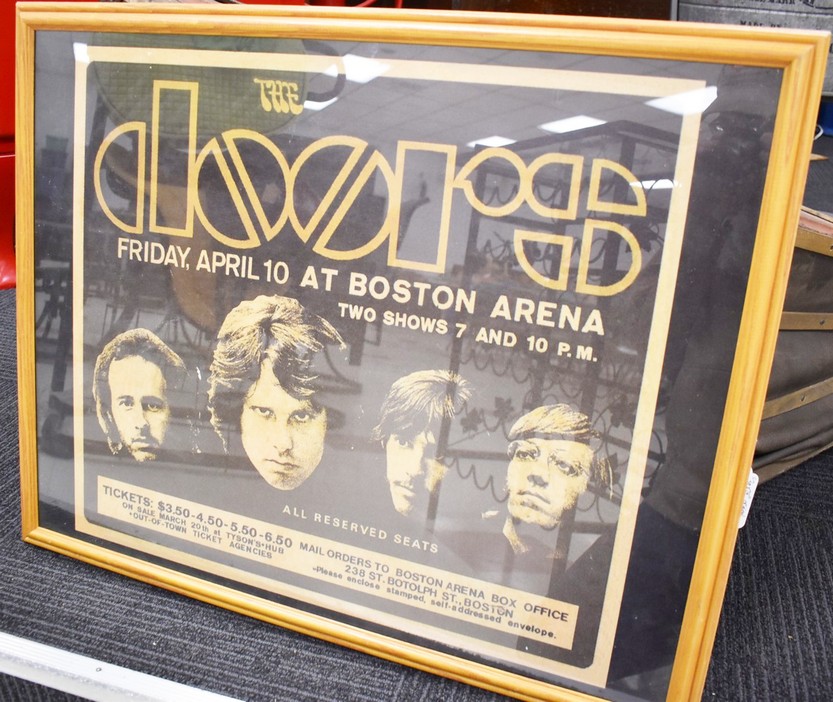 THE
doors
FRIDAY, APRIL 10 AT BOSTON ARENA
TWO SHOWS 7 AND 10 P.M.
ALL RESERVED SEATS
TICKETS: $3.50-4.50-5.50-6.50
ON SALE MARCH 20th at TYSON'S•HUB
•OUT-OF-TOWN TICKET
AGENCIES
MAIL ORDERS TO BOSTON ARENA BOX OFFICE
238 ST. BOTOLPH ST., BOSTON
•Please enclose stamped, self-addressed envelope.